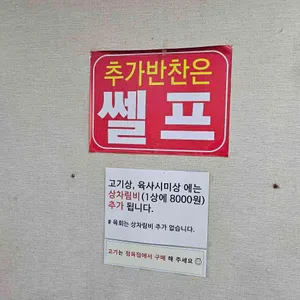 추가반찬은
쎌프
고기상, 육사시미상 에는
상차림비(1상에 8000원)
추가 됩니다.
# 육회는 상차림비 추가 없습니다.
고기는 정육점에서 구매 해 주세요